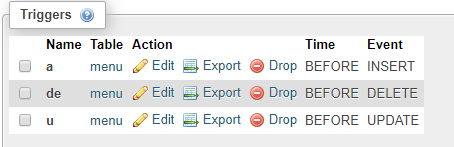 Triggers
Name Table Action Time Event
a menu Edit Export Drop BEFORE INSERT
de menu Edit Export Drop BEFORE DELETE
u menu Edit Export Drop BEFORE UPDATE